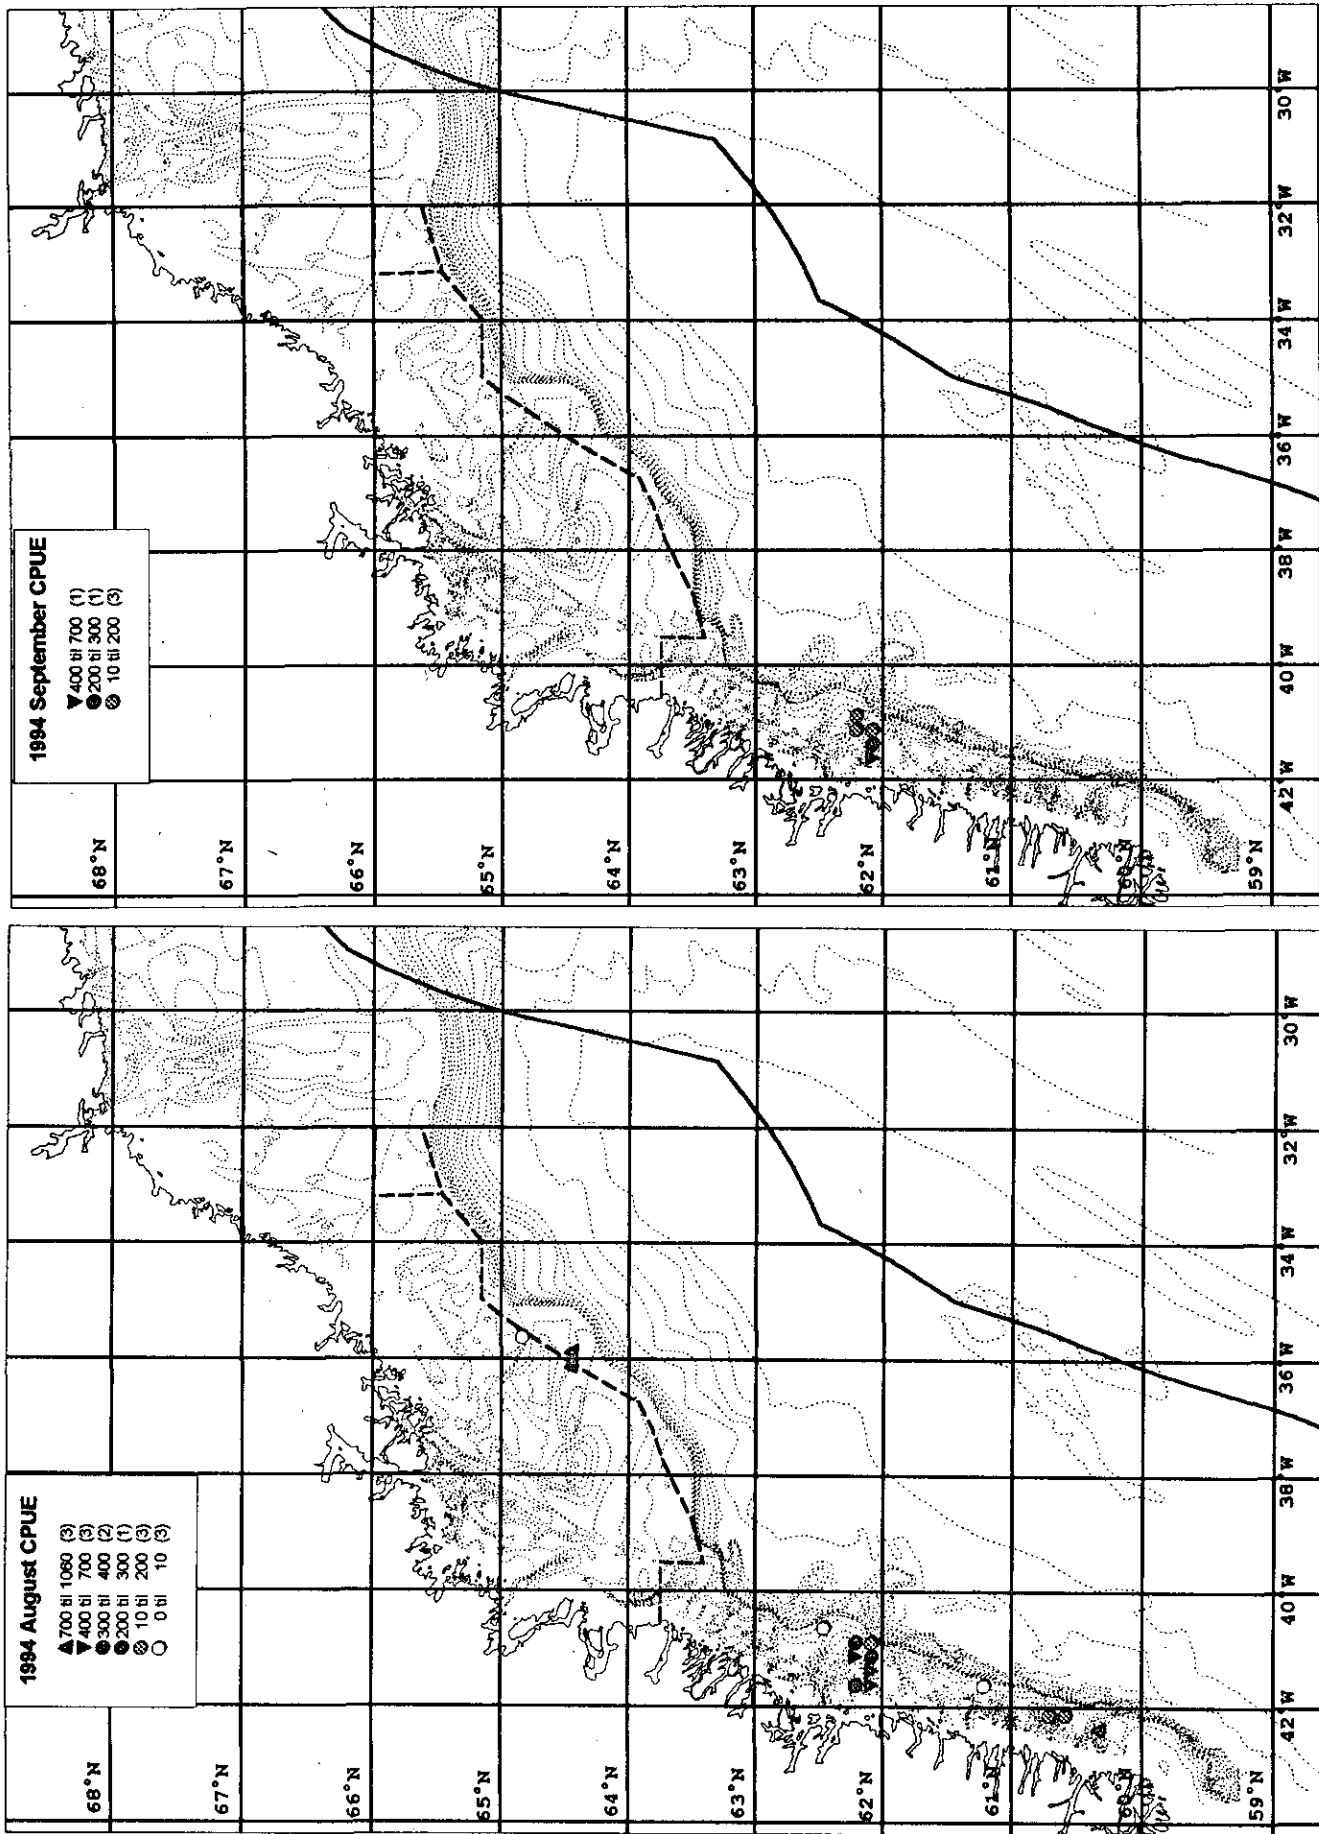 1994 August CPUE
700 til 1060 (3)
400 til 700 (3)
300 til 400 (2)
200 til 300 (1)
10 til 200 (3)
0 til 10 (3)
68°N
67°N
66°N
65°N
64°N
63°N
62°N
61°N
60°N
59°N
42°W
40°W
38°W
36°W
34°W
32°W
30°W
1994 September CPUE
400 til 700 (1)
200 til 300 (1)
10 til 200 (3)
68°N
67°N
66°N
65°N
64°N
63°N
62°N
61°N
60°N
59°N
42°W
40°W
38°W
36°W
34°W
32°W
30°W